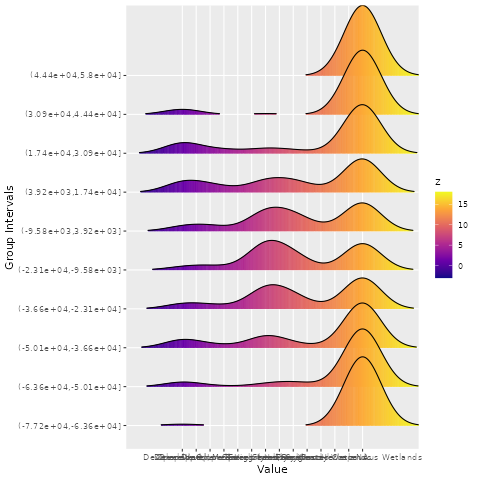 (4.44e+04,5.8e+04]
(3.09e+04,4.44e+04]
(1.74e+04,3.09e+04]
(3.92e+03,1.74e+04]
(-9.58e+03,3.92e+03]
(-2.31e+04,-9.58e+03]
(-3.66e+04,-2.31e+04]
(-5.01e+04,-3.66e+04]
(-6.36e+04,-5.01e+04]
(-7.72e+04,-6.36e+04]
Group Intervals
Wetlands
Value
z
15
10
5
0